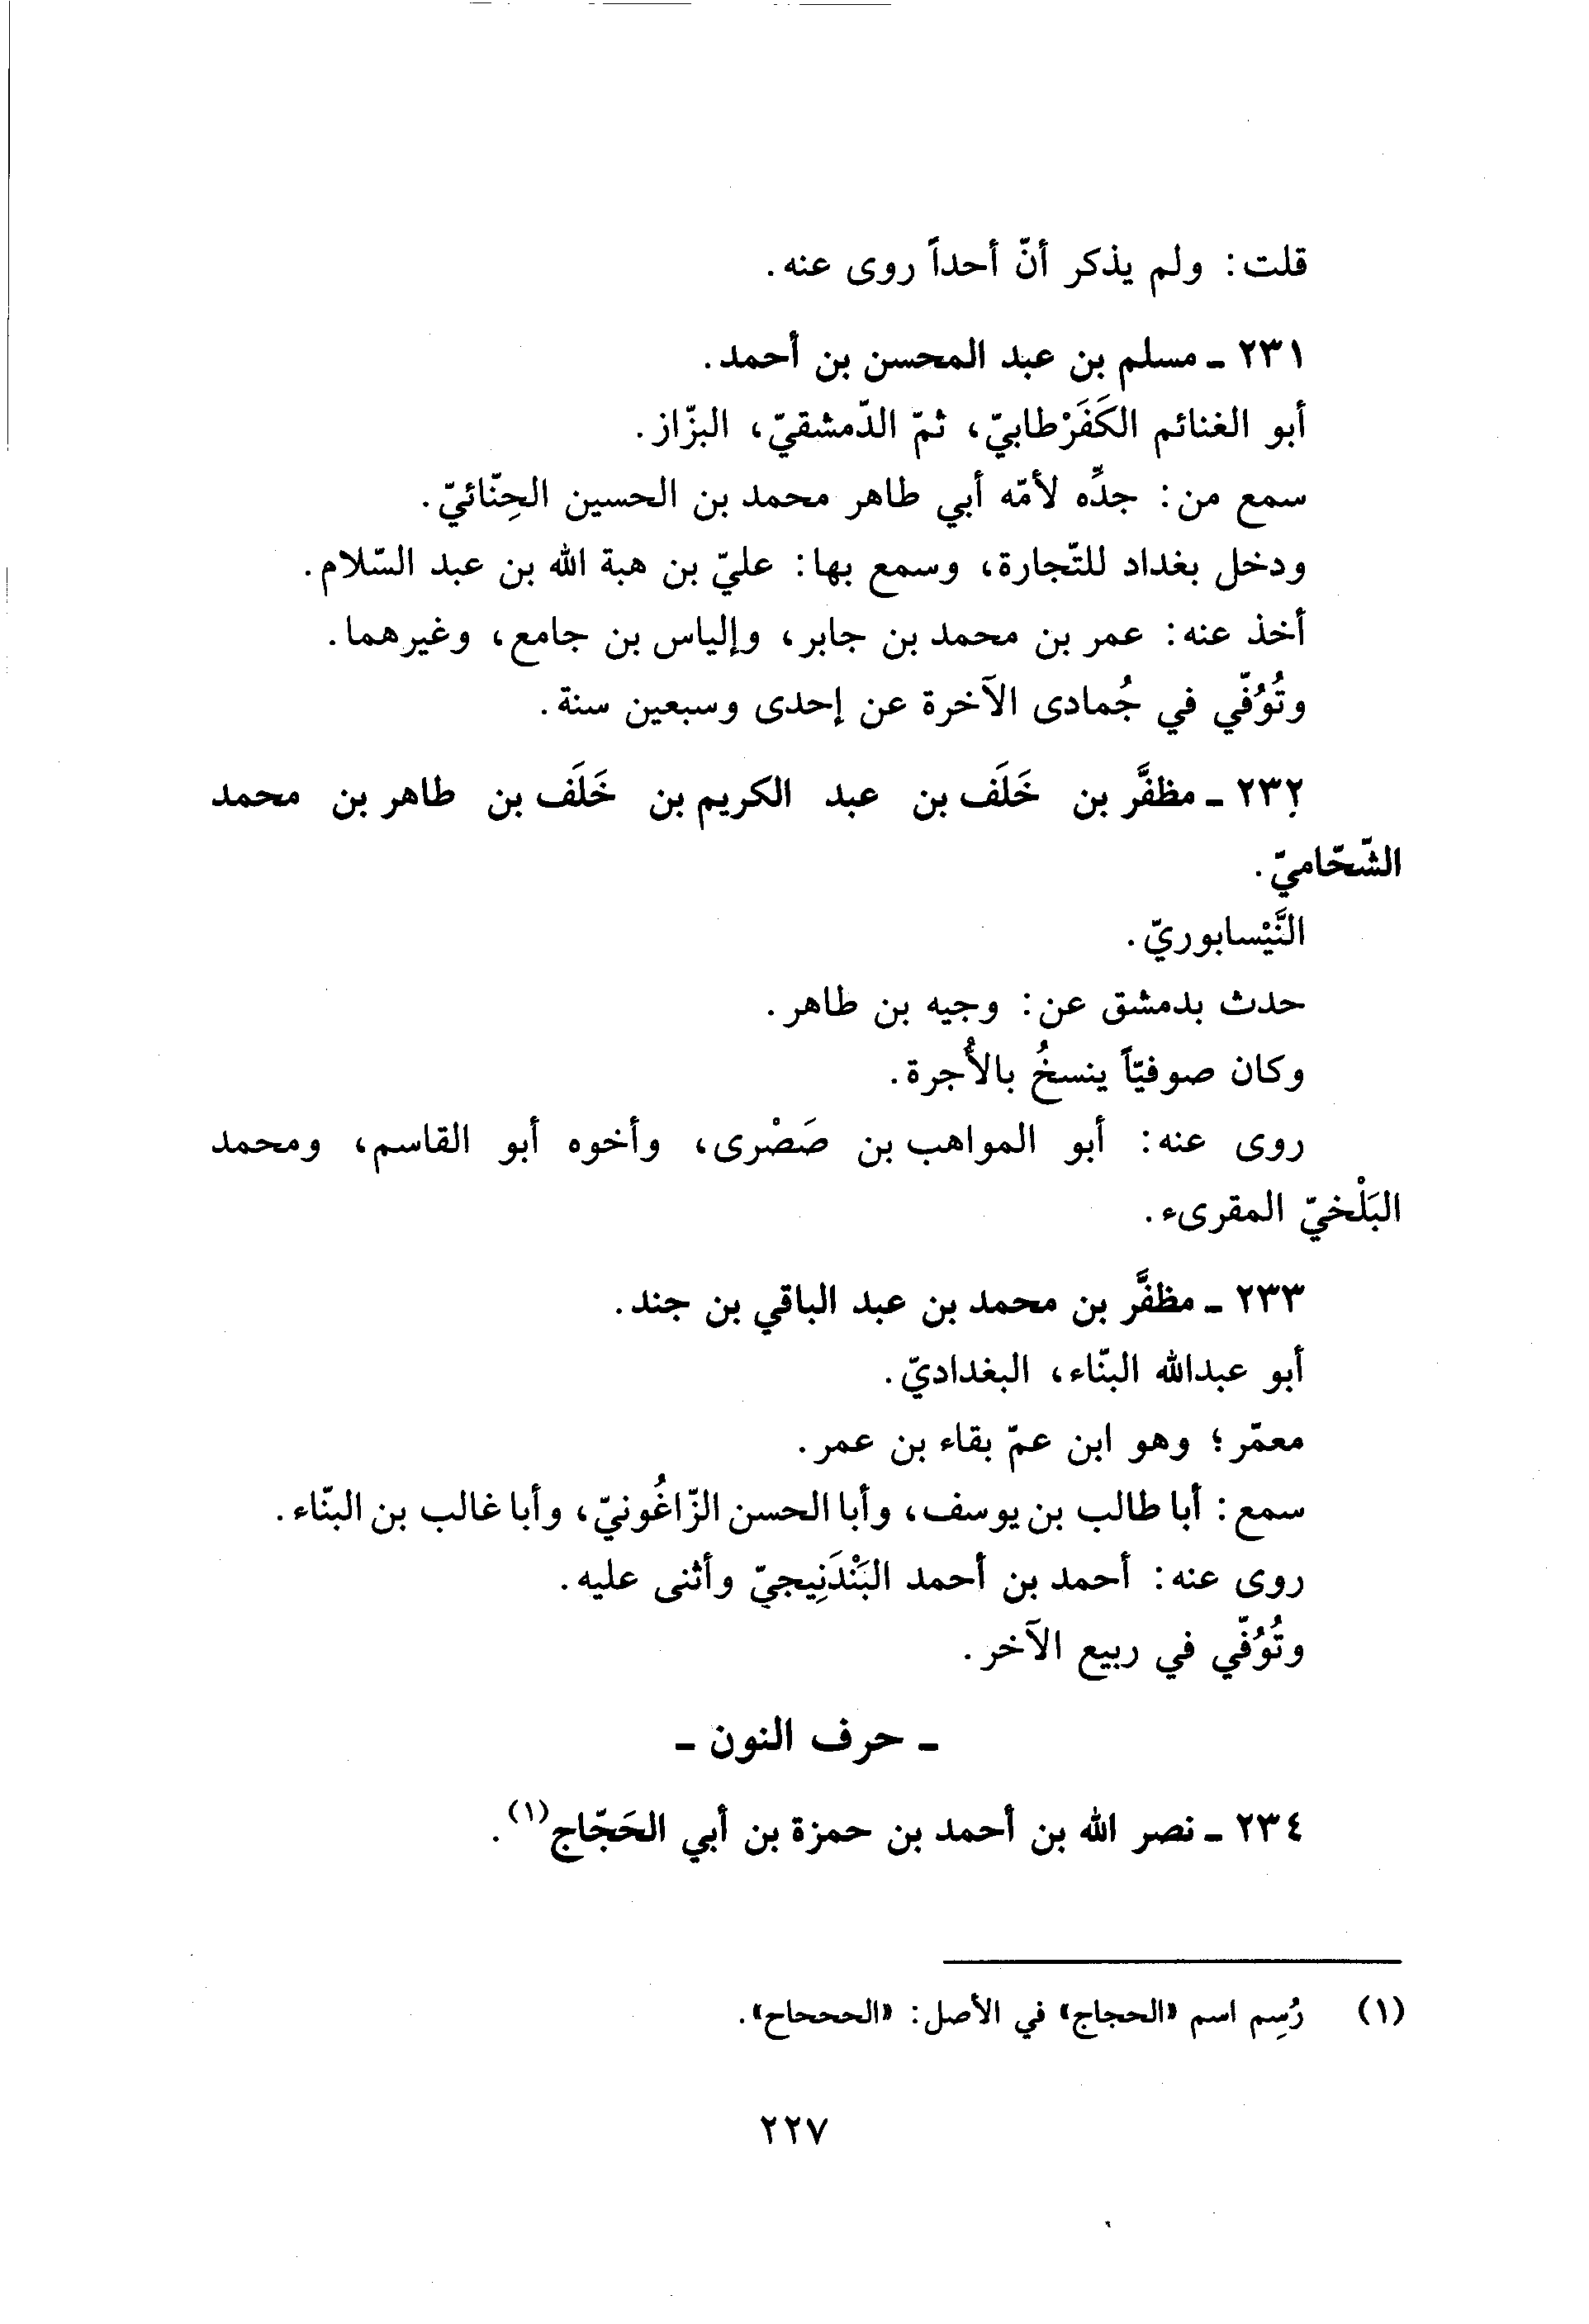 قلت: ولم يذكر أنّ أحداً روى عنه.
٢٣١ ـ مسلم بن عبد المحسن بن أحمد.
أبو الغنائم الكَفَرْطابيّ، ثمّ الدّمشقيّ، البزّاز.
سمع من: جدِّه لأمّه أبي طاهر محمد بن الحسين الحِنّائيّ.
ودخل بغداد للتّجارة، وسمع بها: عليّ بن هبة الله بن عبد السّلام.
أخذ عنه: عمر بن محمد بن جابر، وإلياس بن جامع، وغيرهما.
وتُوُفّي في جُمادى الآخرة عن إحدى وسبعين سنة.
٢٣٢ ـ مظفَّر بن خَلَف بن عبد الكريم بن خَلَف بن طاهر بن محمد
الشّحّاميّ.
النَّيْسابوريّ.
حدث بدمشق عن: وجيه بن طاهر.
وكان صوفيّاً ينسخُ بالأُجرة.
روى عنه: أبو المواهب بن صَصْرى، وأخوه أبو القاسم، ومحمد
البَلْخيّ المقرىء.
٢٣٣ ـ مظفَّر بن محمد بن عبد الباقي بن جند.
أبو عبدالله البنّاء، البغداديّ.
معمّر؛ وهو ابن عمّ بقاء بن عمر.
سمع: أبا طالب بن يوسف، وأبا الحسن الزّاغُونيّ، وأبا غالب بن البنّاء.
روى عنه: أحمد بن أحمد البَنْدَنِيجيّ وأثنى عليه.
وتُوُفّي في ربيع الآخر.
ـ حرف النون ـ
٢٣٤ ـ نصر الله بن أحمد بن حمزة بن أبي الحَجّاج(١).
(١) رُسِم اسم «الحجاج» في الأصل: «الحححاح».
٢٢٧